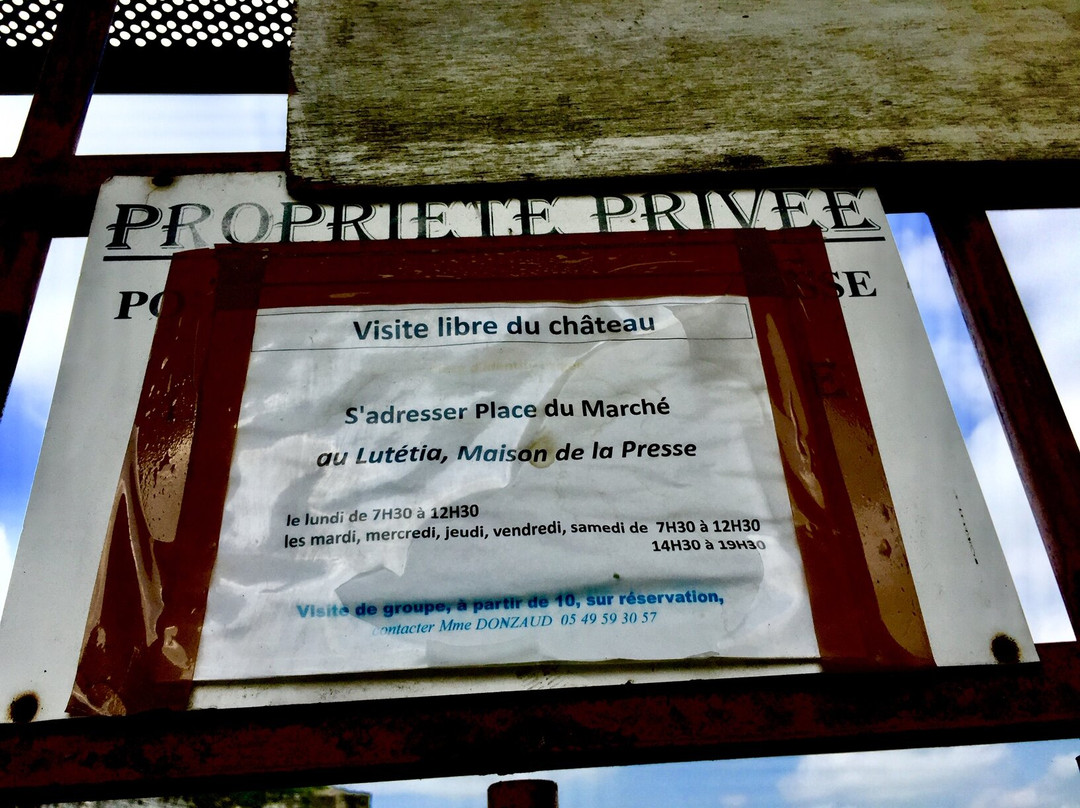 PROPRIETE PRIVEE
Visite libre du château
S'adresser Place du Marché
au Lutétia, Maison de la Presse
le lundi de 7H30 à 12H30
les mardi, mercredi, jeudi, vendredi, samedi de 7H30 à 12H30
14H30 à 19H30
Visite de groupe, à partir de 10, sur réservation,
contacter Mme DONZAUD 05 49 59 30 57